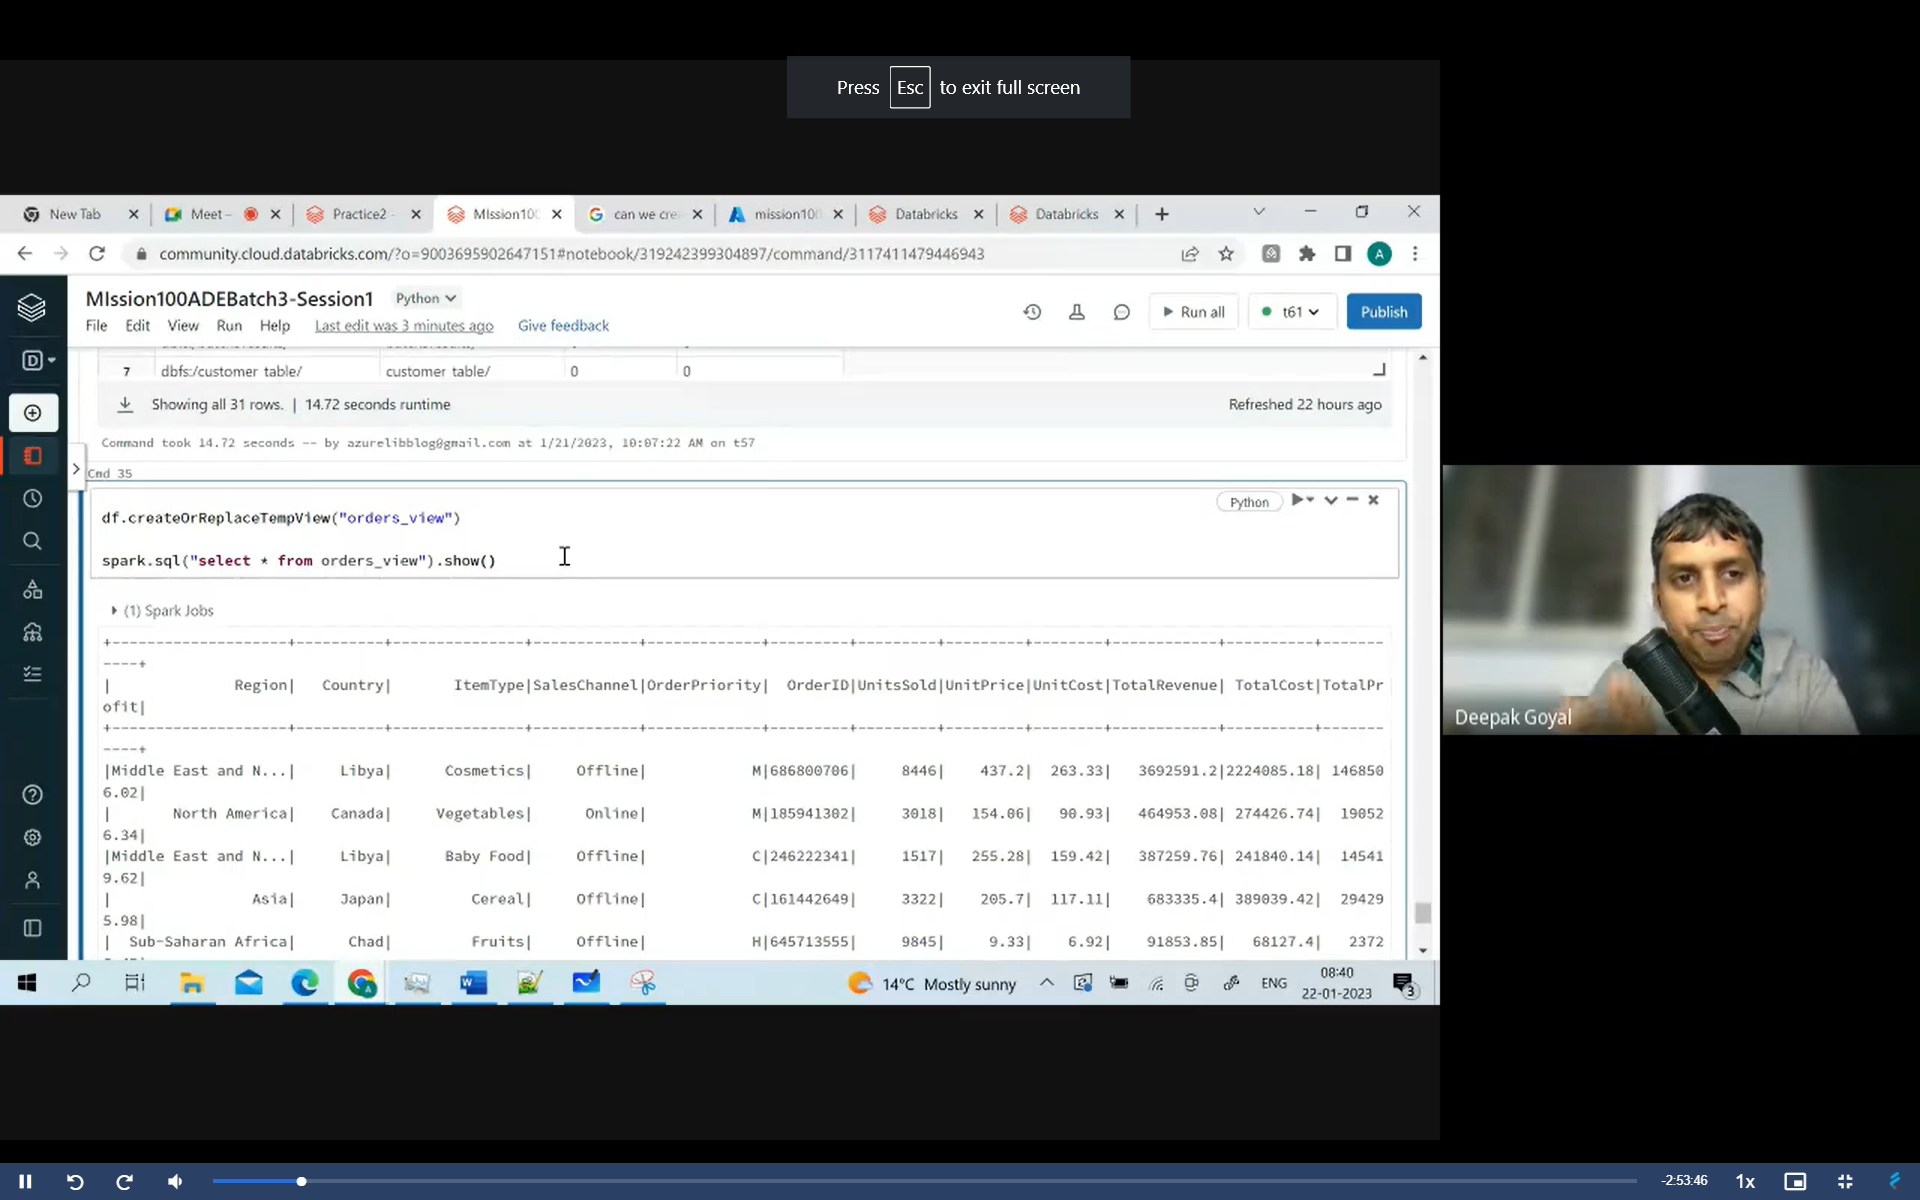 Press Esc to exit full screen
New Tab
Meet -
Practice2 -
MIssion100
can we cre
mission100
Databricks
Databricks
community.cloud.databricks.com/?o=9003695902647151#notebook/319242399304897/command/3117411479446943
A
MIssion100ADEBatch3-Session1
Python
File Edit View Run Help Last edit was 3 minutes ago Give feedback
Run all
t61
Publish
D
7 dbfs:/customer_table/ customer_table/ 0 0
Showing all 31 rows. | 14.72 seconds runtime
Refreshed 22 hours ago
Command took 14.72 seconds -- by azurelibblog@gmail.com at 1/21/2023, 10:07:22 AM on t57
Cmd 35
Python
df.createOrReplaceTempView("orders_view")
spark.sql("select * from orders_view").show()
(1) Spark Jobs
+--------------------+----------+-----------------+------------+-------------+---------+---------+---------+--------+------------+----------+-------
----+
| Region| Country| ItemType|SalesChannel|OrderPriority| OrderID|UnitsSold|UnitPrice|UnitCost|TotalRevenue| TotalCost|TotalPr
ofit|
+--------------------+----------+-----------------+------------+-------------+---------+---------+---------+--------+------------+----------+-------
----+
|Middle East and N...| Libya| Cosmetics| Offline| M|686800706| 8446| 437.2| 263.33| 3692591.2|2224085.18| 146850
6.02|
| North America| Canada| Vegetables| Online| M|185941302| 3018| 154.06| 90.93| 464953.08| 274426.74| 19052
6.34|
|Middle East and N...| Libya| Baby Food| Offline| C|246222341| 1517| 255.28| 159.42| 387259.76| 241840.14| 14541
9.62|
| Asia| Japan| Cereal| Offline| C|161442649| 3322| 205.7| 117.11| 683335.4| 389039.42| 29429
5.98|
| Sub-Saharan Africa| Chad| Fruits| Offline| H|645713555| 9845| 9.33| 6.92| 91853.85| 68127.4| 2372
Deepak Goyal
14°C Mostly sunny
ENG
08:40
22-01-2023
3
-2:53:46
1x